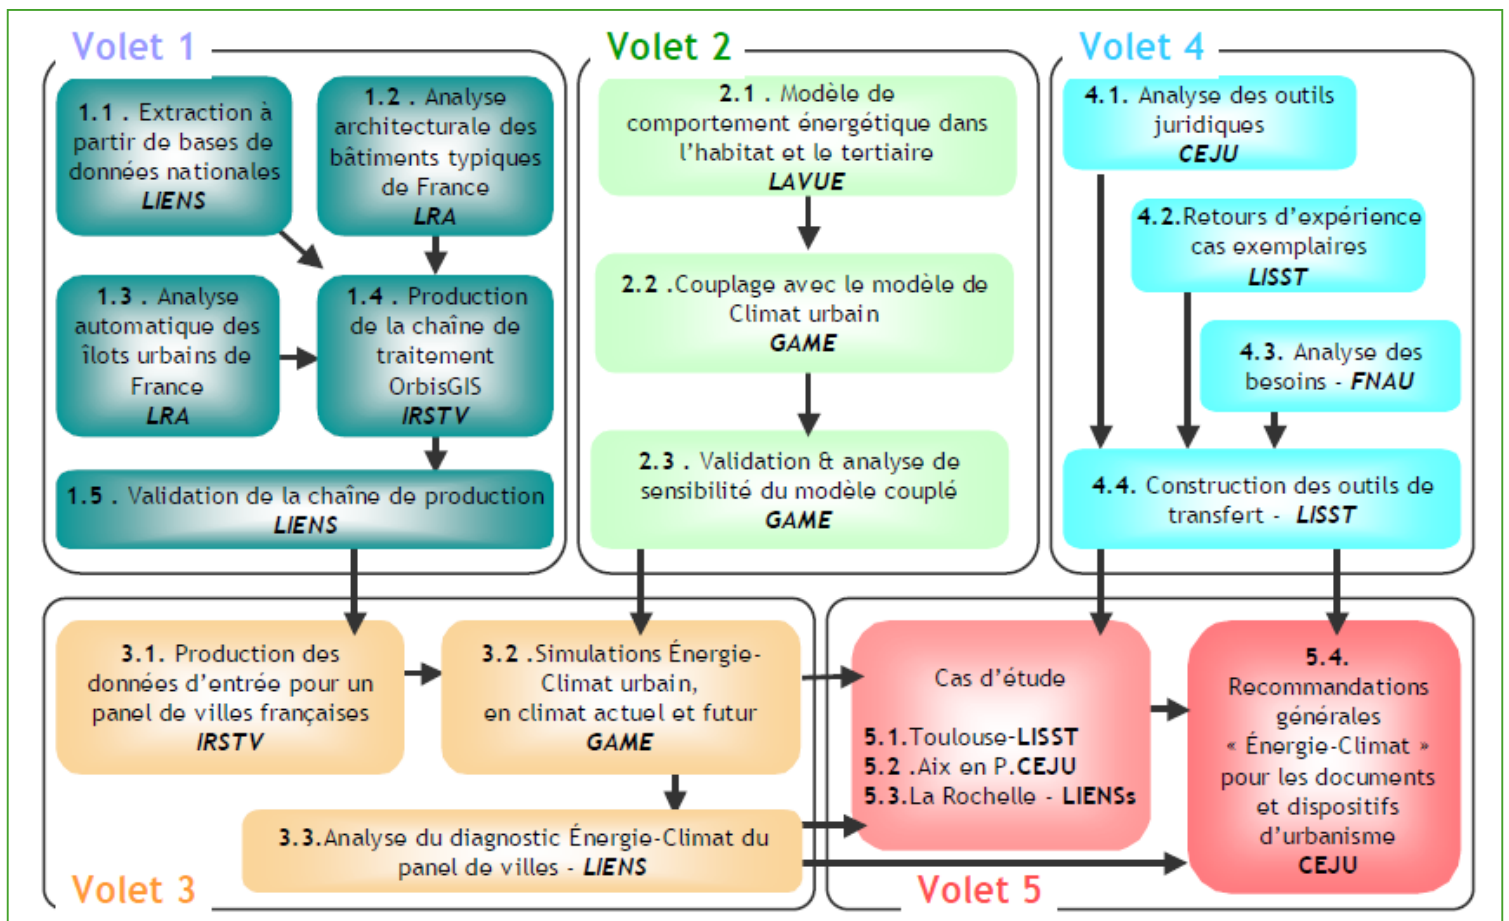 Volet 1
1.1 . Extraction à
partir de bases de
données nationales
LIENS
1.2 . Analyse
architecturale des
bâtiments typiques
de France
LRA
1.3 . Analyse
automatique des
îlots urbains de
France
LRA
1.4 . Production
de la chaîne de
traitement
OrbisGIS
IRSTV
1.5 . Validation de la chaîne de production
LIENS
Volet 2
2.1 . Modèle de
comportement énergétique dans
l’habitat et le tertiaire
LAVUE
2.2 .Couplage avec le modèle de
Climat urbain
GAME
2.3 . Validation & analyse de
sensibilité du modèle couplé
GAME
Volet 4
4.1. Analyse des outils
juridiques
CEJU
4.2.Retours d’expérience
cas exemplaires
LISST
4.3. Analyse des
besoins - FNAU
4.4. Construction des outils de
transfert - LISST
3.1. Production des
données d’entrée pour un
panel de villes françaises
IRSTV
3.2 .Simulations Énergie-
Climat urbain,
en climat actuel et futur
GAME
3.3.Analyse du diagnostic Énergie-Climat du
panel de villes - LIENS
Volet 3
Cas d’étude
5.1.Toulouse-LISST
5.2 .Aix en P.CEJU
5.3.La Rochelle - LIENSs
5.4.
Recommandations
générales
« Énergie-Climat »
pour les documents
et dispositifs
d’urbanisme
CEJU
Volet 5